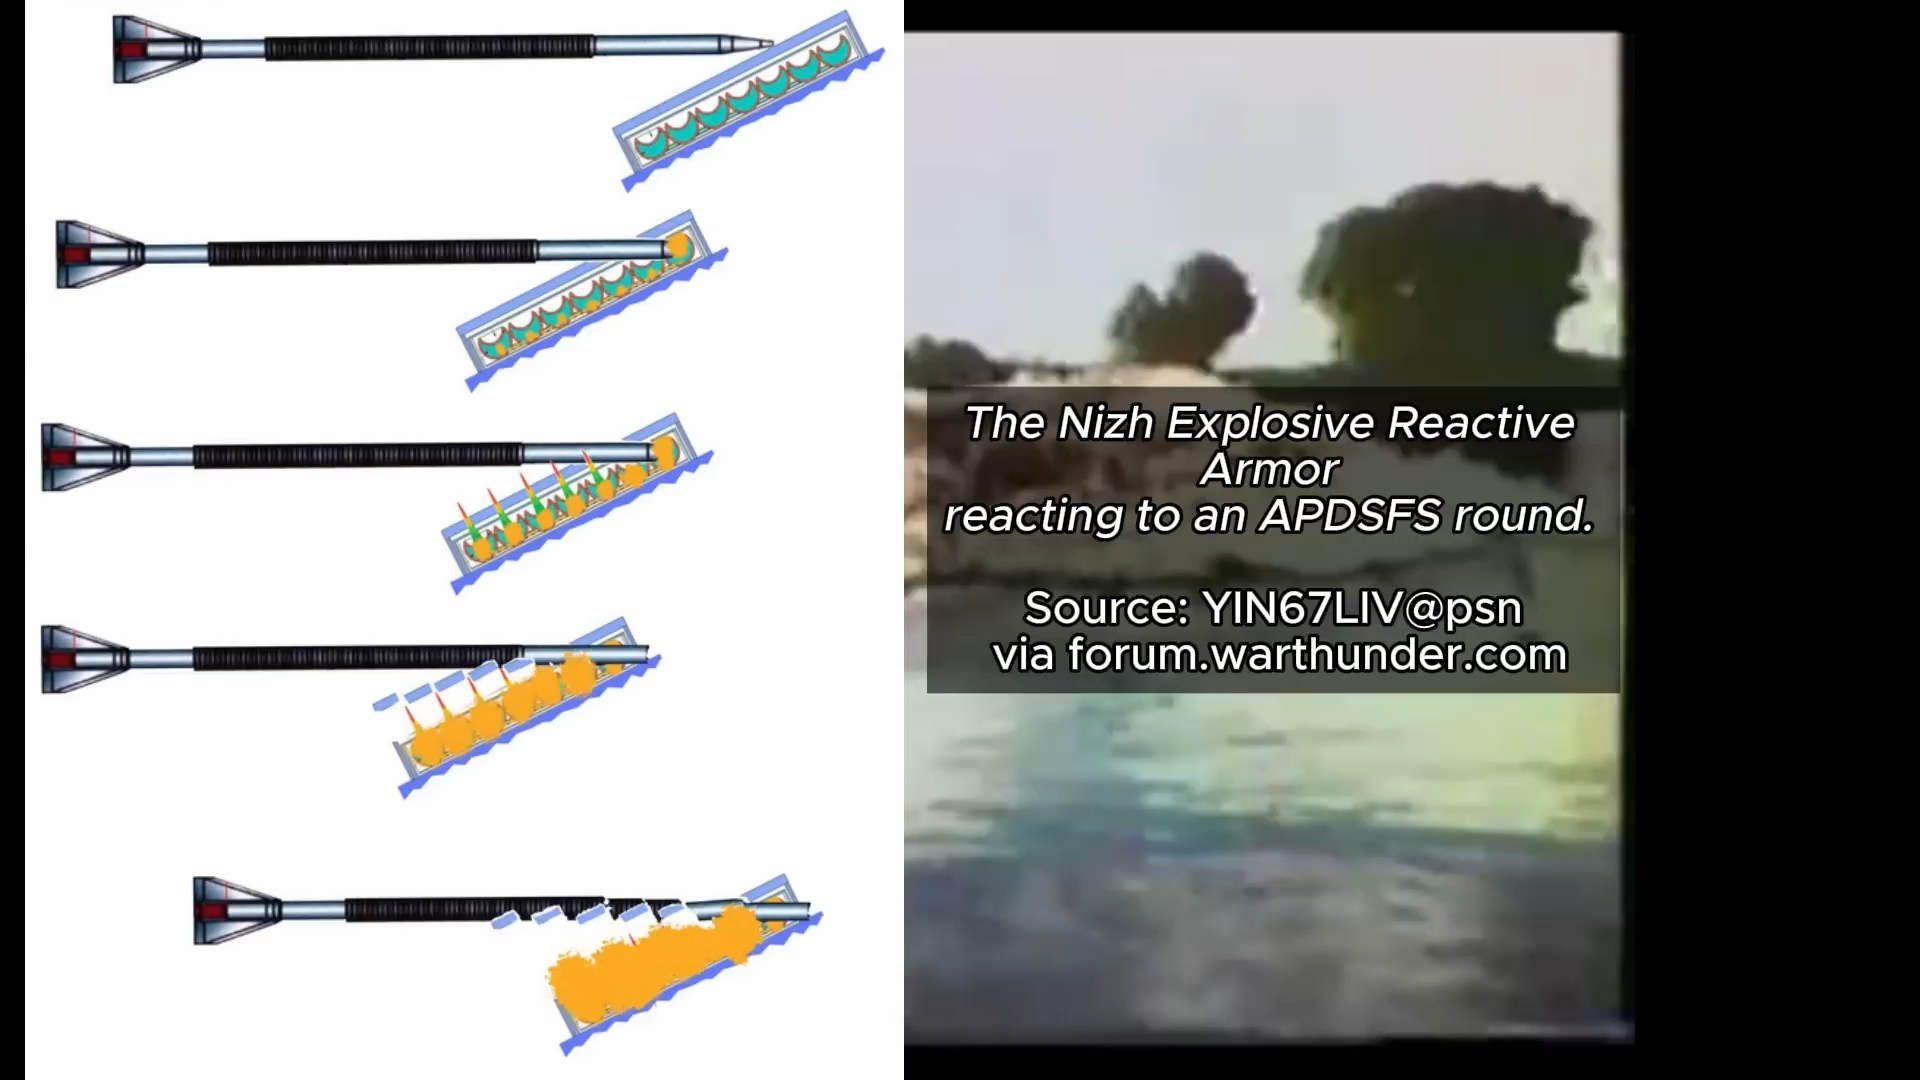 The Nizh Explosive Reactive
Armor
reacting to an APDSFS round.
Source: YIN67LIV@psn
via forum.warthunder.com